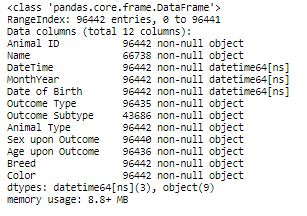 <class 'pandas.core.frame.DataFrame'>
RangeIndex: 96442 entries, 0 to 96441
Data columns (total 12 columns):
Animal ID 96442 non-null object
Name 66738 non-null object
DateTime 96442 non-null datetime64[ns]
MonthYear 96442 non-null datetime64[ns]
Date of Birth 96442 non-null datetime64[ns]
Outcome Type 96435 non-null object
Outcome Subtype 43686 non-null object
Animal Type 96442 non-null object
Sex upon Outcome 96440 non-null object
Age upon Outcome 96436 non-null object
Breed 96442 non-null object
Color 96442 non-null object
dtypes: datetime64[ns](3), object(9)
memory usage: 8.8+ MB